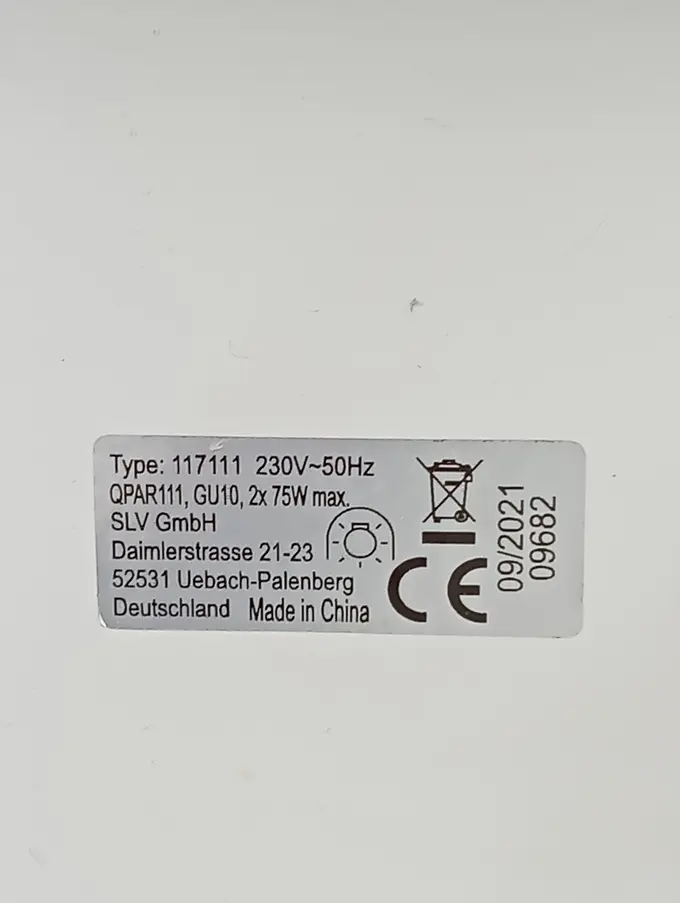 Type: 117111 230V~50Hz
QPAR111, GU10, 2x 75W max.
SLV GmbH
Daimlerstrasse 21-23
52531 Uebach-Palenberg
Deutschland Made in China
CE
09/2021
09682